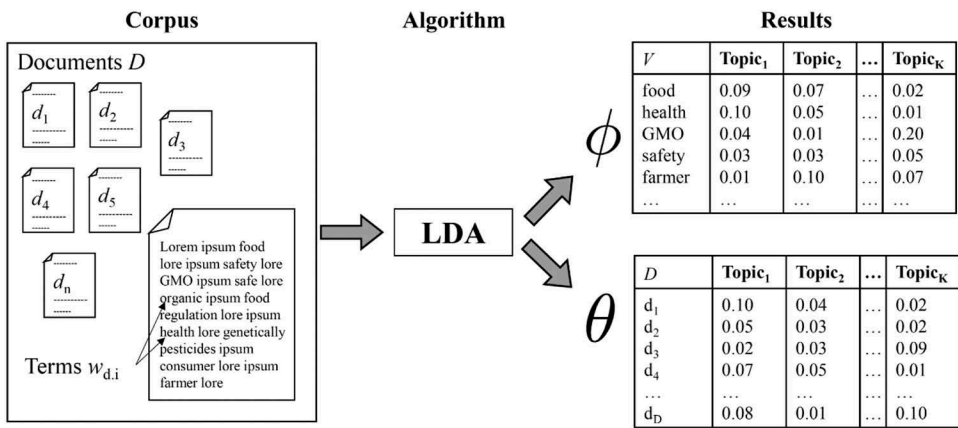 Corpus
Algorithm
Results
Documents D
d1
d2
d3
d4
d5
dn
Lorem ipsum food
lore ipsum safety lore
GMO ipsum safe lore
organic ipsum food
regulation lore ipsum
health lore genetically
pesticides ipsum
consumer lore ipsum
farmer lore
Terms wd.i
LDA
ϕ
θ
V Topic1 Topic2 ... TopicK
food 0.09 0.07 ... 0.02
health 0.10 0.05 ... 0.01
GMO 0.04 0.01 ... 0.20
safety 0.03 0.03 ... 0.05
farmer 0.01 0.10 ... 0.07
... ... ... ... ...
D Topic1 Topic2 ... TopicK
d1 0.10 0.04 ... 0.02
d2 0.05 0.03 ... 0.02
d3 0.02 0.03 ... 0.09
d4 0.07 0.05 ... 0.01
... ... ... ... ...
dD 0.08 0.01 ... 0.10